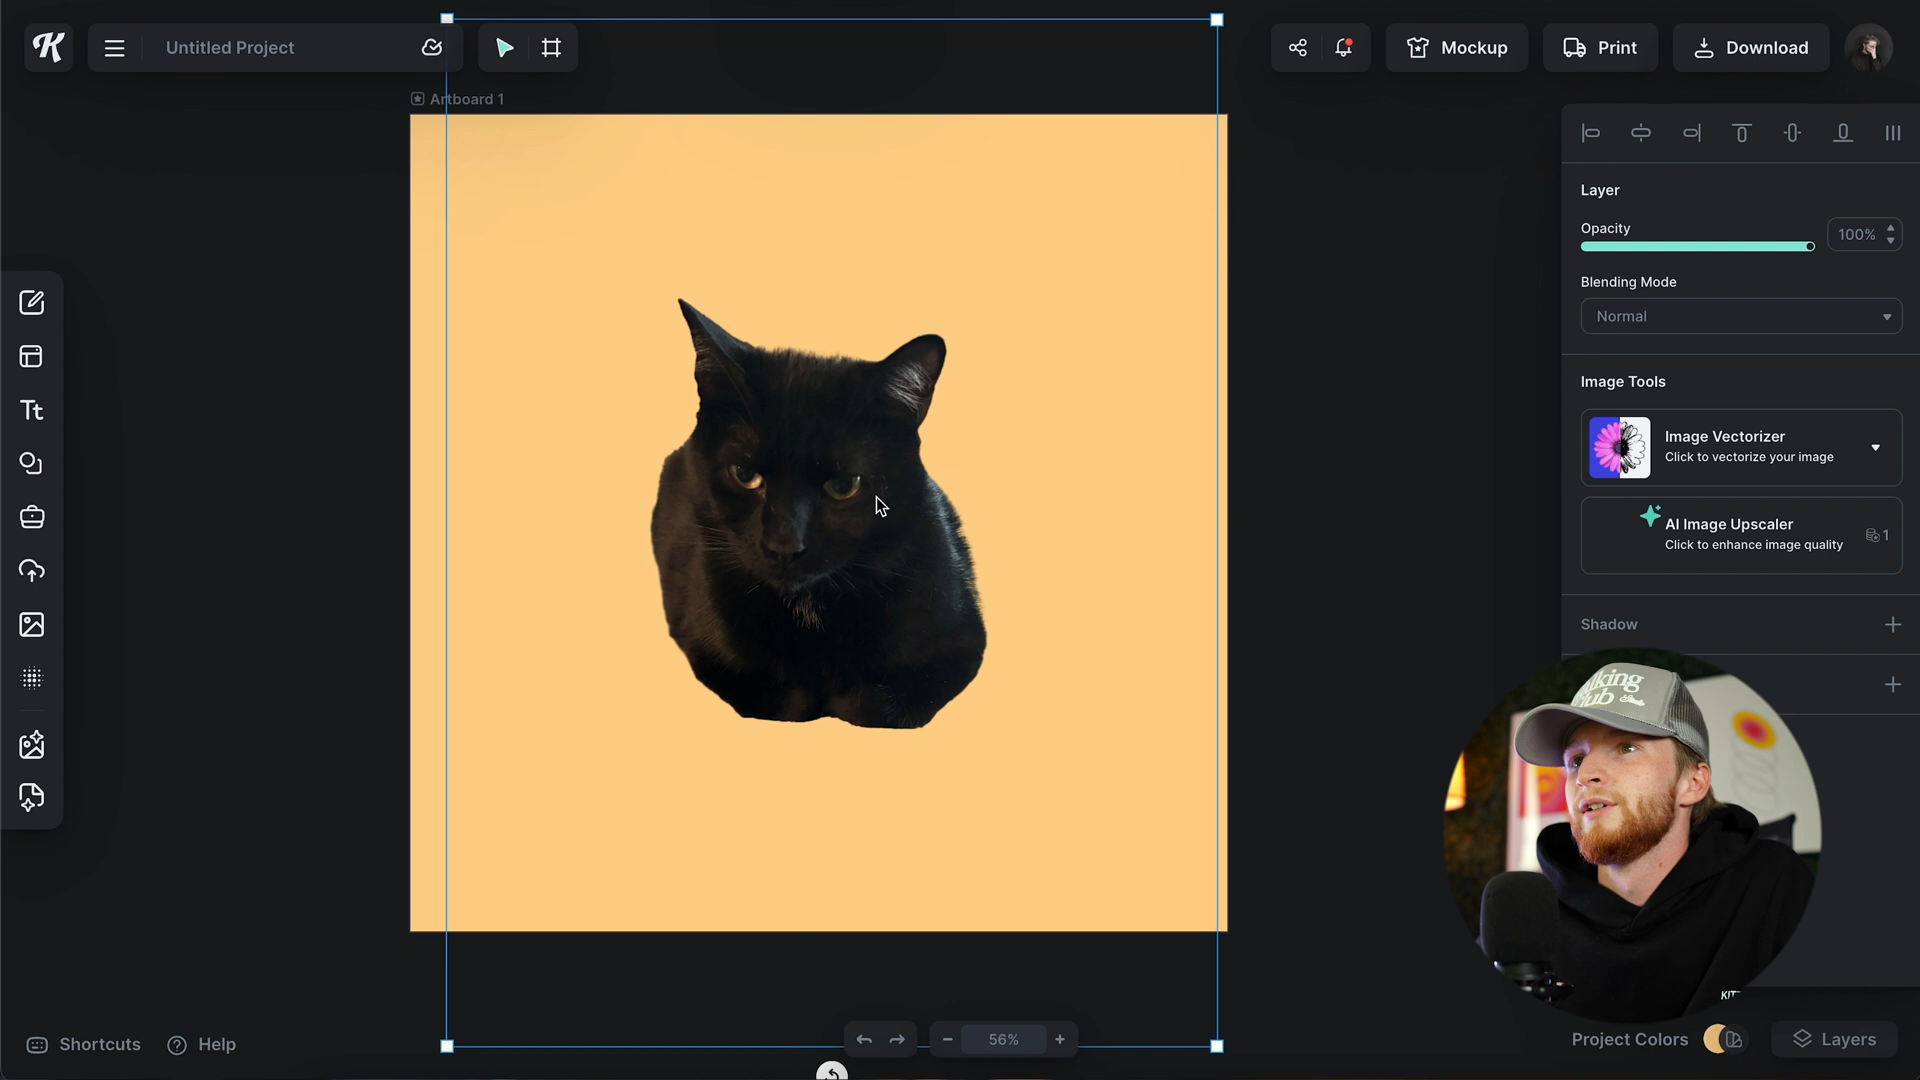 K
Untitled Project
Mockup
Print
Download
Artboard 1
Layer
Opacity
100%
Blending Mode
Normal
Image Tools
Tt
Image Vectorizer
Click to vectorize your image
AI Image Upscaler
Click to enhance image quality
1
Shadow
Shortcuts
Help
56%
Project Colors
Layers